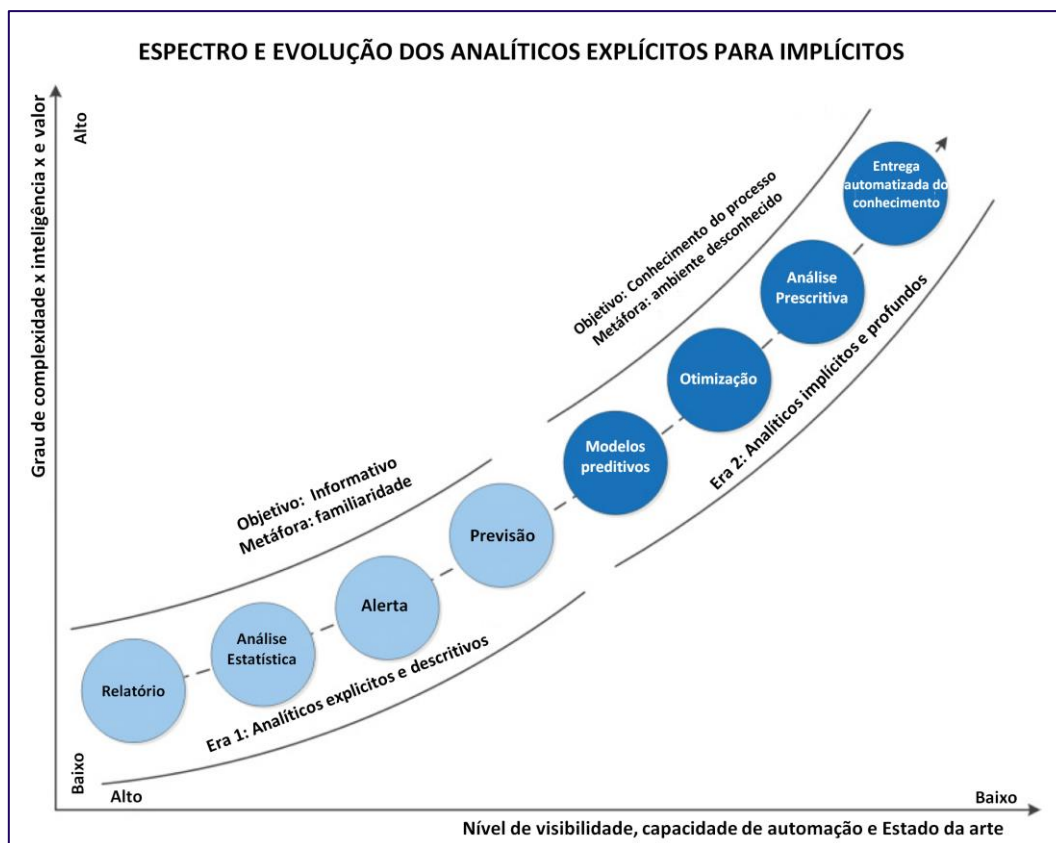 ESPECTRO E EVOLUÇÃO DOS ANALÍTICOS EXPLÍCITOS PARA IMPLÍCITOS
Grau de complexidade x inteligência x e valor
Alto
Baixo
Objetivo: Informativo
Metáfora: familiaridade
Objetivo: Conhecimento do processo
Metáfora: ambiente desconhecido
Relatório
Análise
Estatística
Alerta
Previsão
Modelos
preditivos
Otimização
Análise
Prescritiva
Entrega
automatizada do
conhecimento
Era 1: Analíticos explícitos e descritivos
Era 2: Analíticos implícitos e profundos
Alto
Baixo
Nível de visibilidade, capacidade de automação e Estado da arte